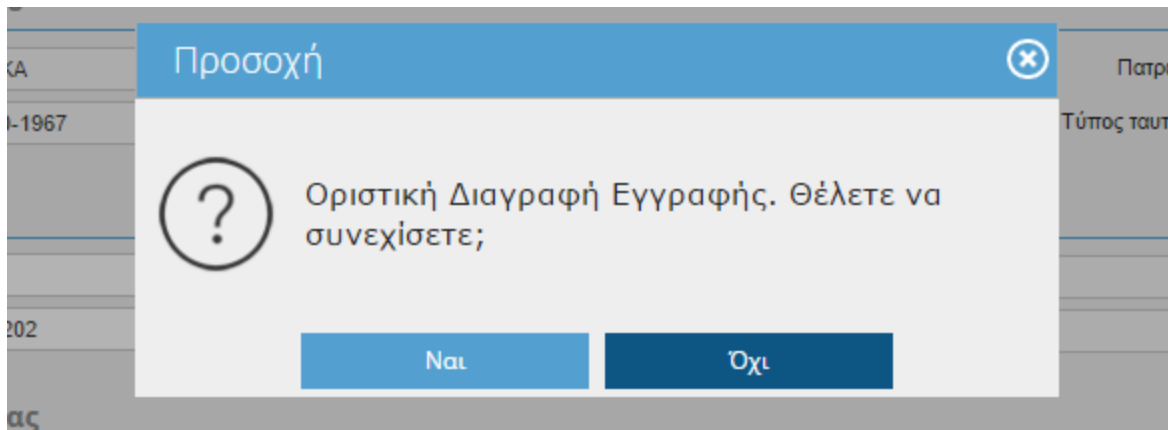 Προσοχή
ΚΑ
Πατρ
-1967
Τύπος ταυτ
?
Οριστική Διαγραφή Εγγραφής. Θέλετε να
συνεχίσετε;
202
Ναι Όχι
ας